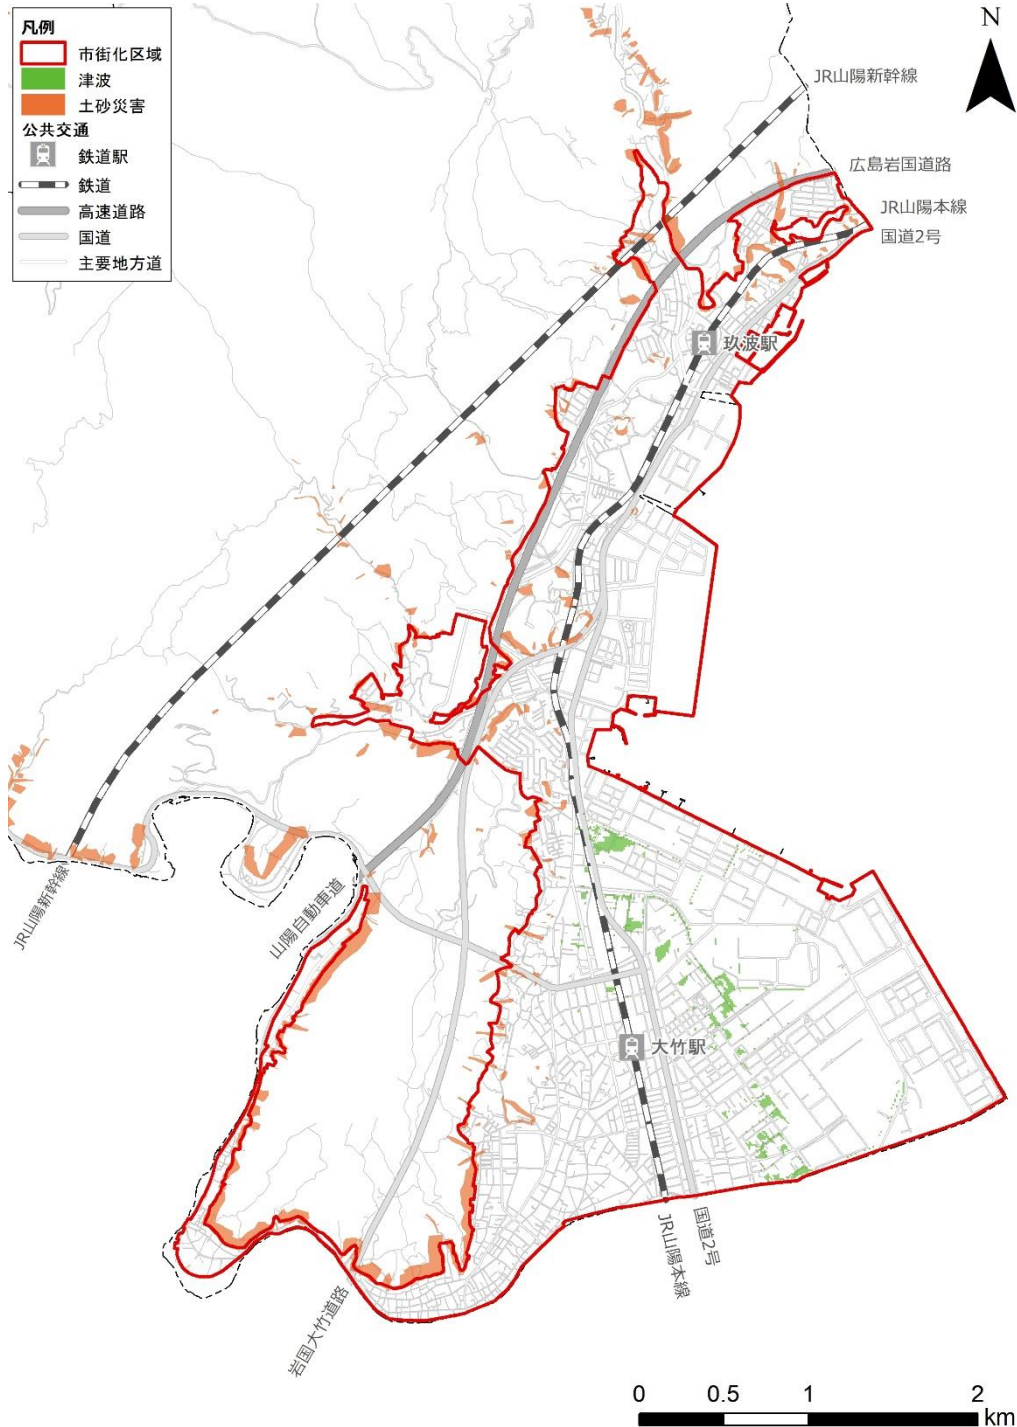 凡例
市街化区域
津波
土砂災害
公共交通
鉄道駅
鉄道
高速道路
国道
主要地方道
N
JR山陽新幹線
広島岩国道路
JR山陽本線
国道2号
玖波駅
JR山陽新幹線
山陽自動車道
大竹駅
国道2号
JR山陽本線
岩国大竹道路
0 0.5 1 2
km